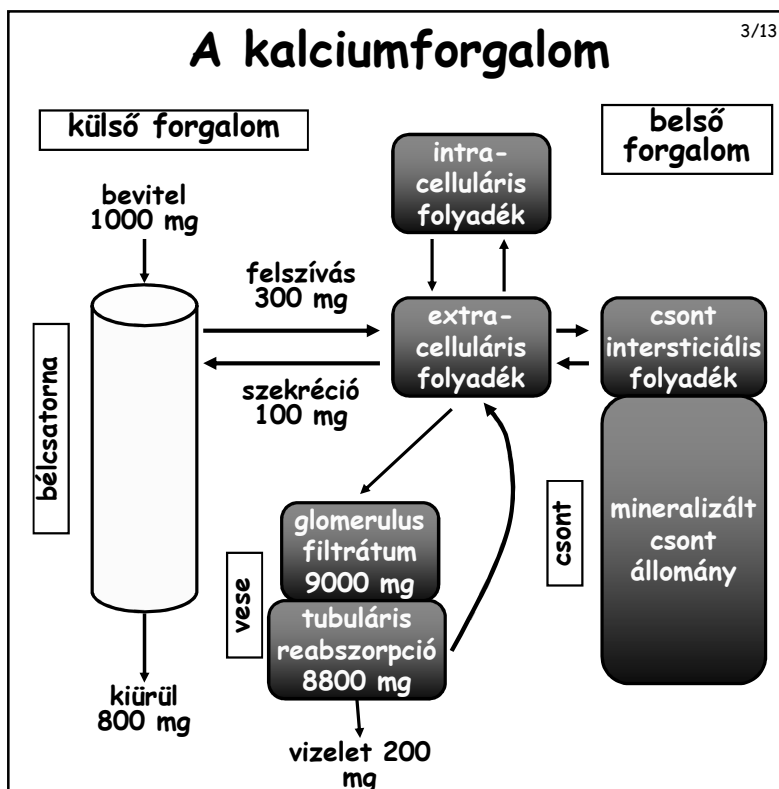 3/13
A kalciumforgalom
külső forgalom
belső
forgalom
intra-
celluláris
folyadék
bevitel
1000 mg
felszívás
300 mg
extra-
celluláris
folyadék
csont
intersticiális
folyadék
szekréció
100 mg
bélcsatorna
glomerulus
filtrátum
9000 mg
vese
tubuláris
reabszorpció
8800 mg
csont
mineralizált
csont
állomány
kiürül
800 mg
vizelet 200
mg